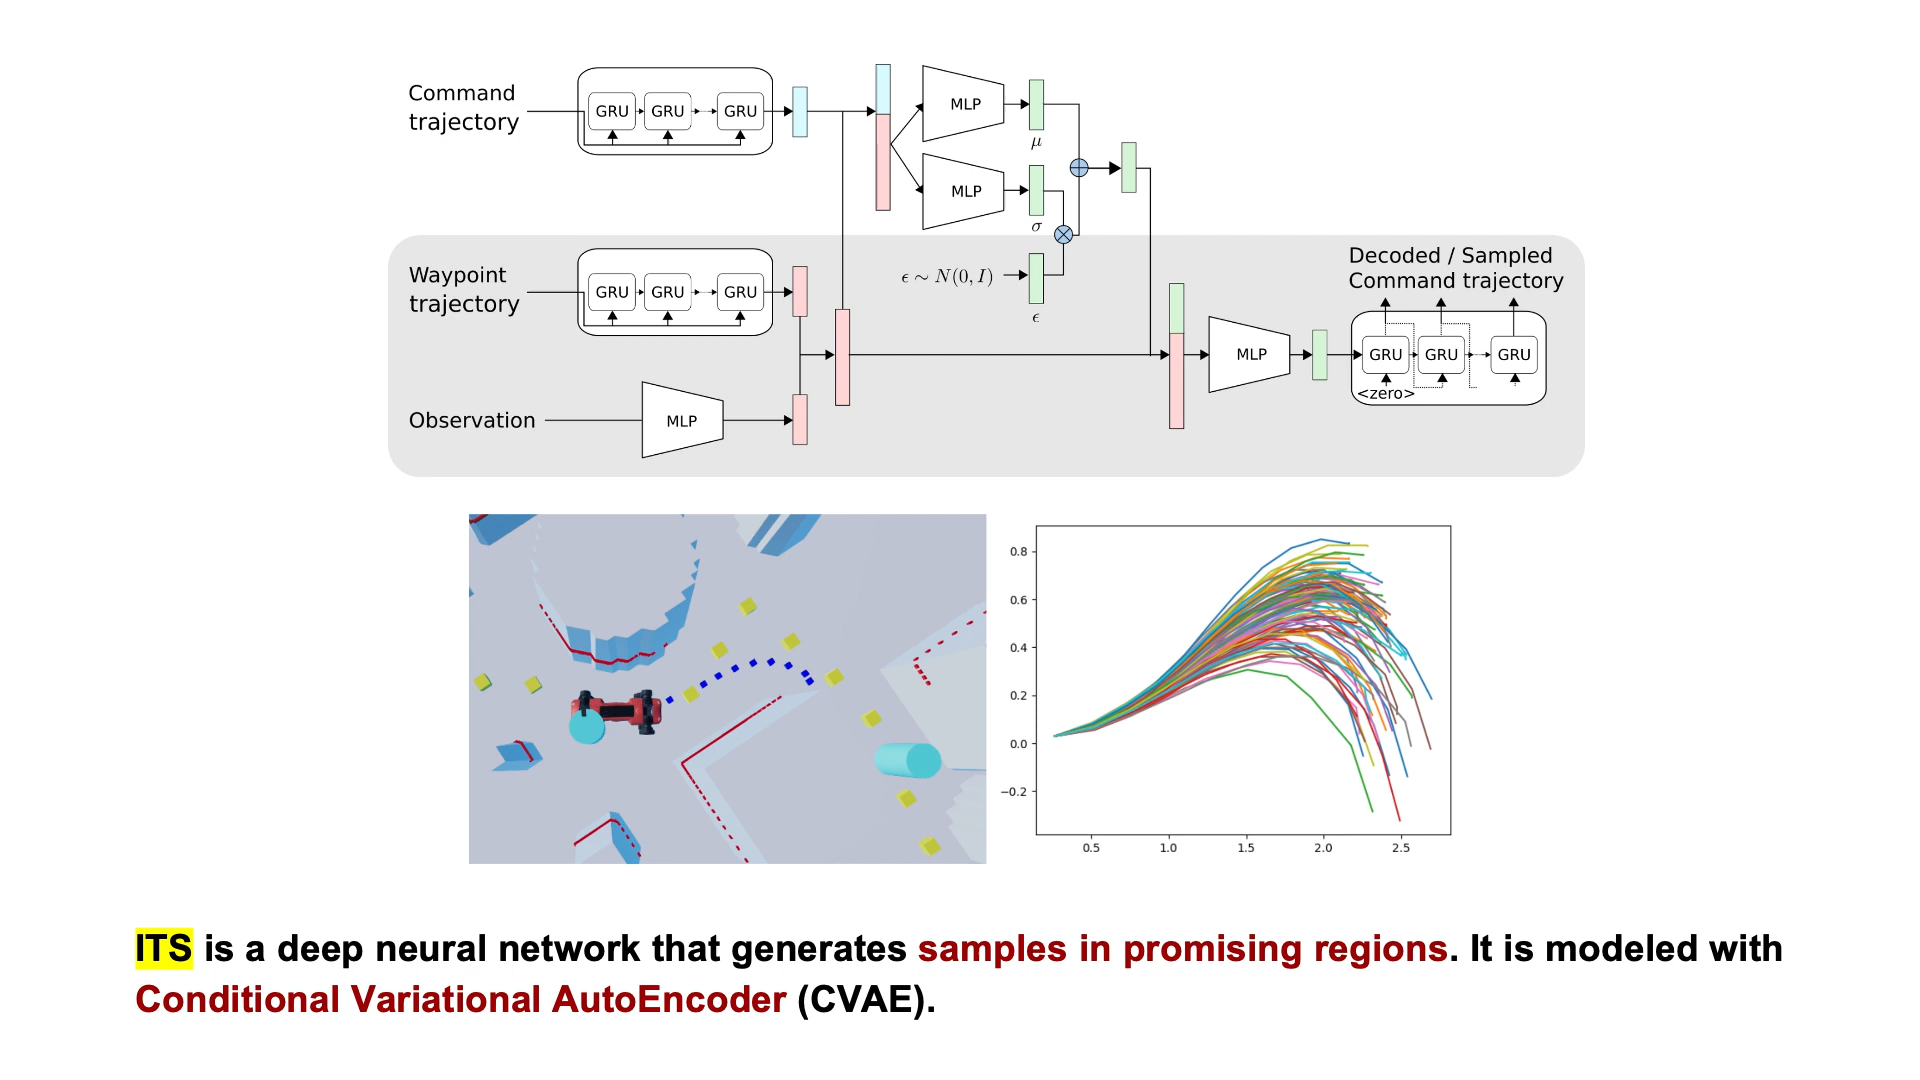 Command
trajectory
GRU GRU GRU
MLP
μ
MLP
σ
Waypoint
trajectory
GRU GRU GRU
ϵ ∼ N(0, I)
ϵ
Observation
MLP
MLP
Decoded / Sampled
Command trajectory
GRU GRU GRU
<zero>
0.8
0.6
0.4
0.2
0.0
−0.2
0.5 1.0 1.5 2.0 2.5
ITS is a deep neural network that generates samples in promising regions. It is modeled with
Conditional Variational AutoEncoder (CVAE).